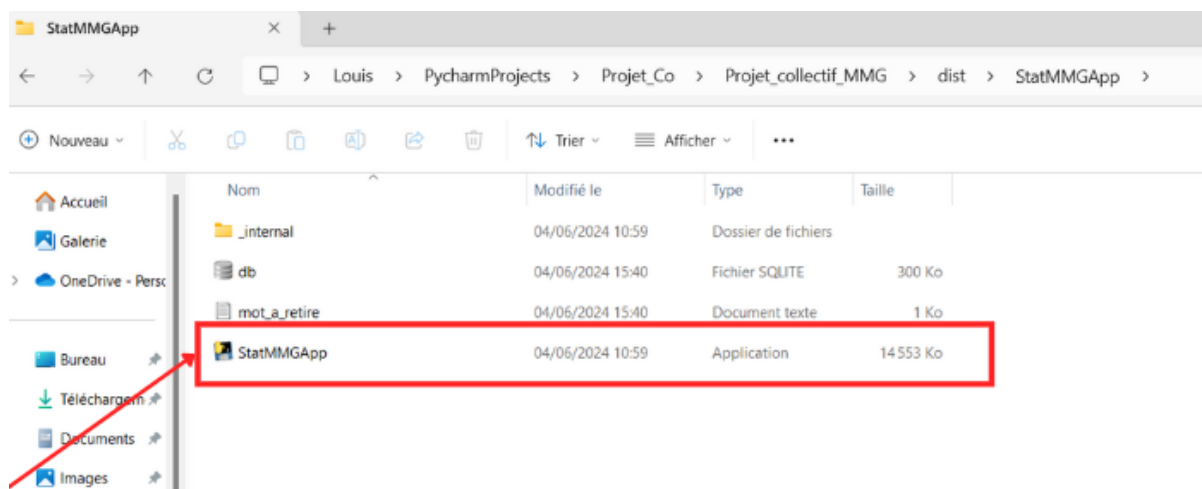 StatMMGApp
Louis > PycharmProjects > Projet_Co > Projet_collectif_MMG > dist > StatMMGApp >
Nouveau Trier Afficher
Nom Modifié le Type Taille
Accueil
Galerie
OneDrive - Persc
Bureau
Téléchargem
Documents
Images
_internal 04/06/2024 10:59 Dossier de fichiers
db 04/06/2024 15:40 Fichier SQLITE 300 Ko
mot_a_retire 04/06/2024 15:40 Document texte 1 Ko
StatMMGApp 04/06/2024 10:59 Application 14 553 Ko